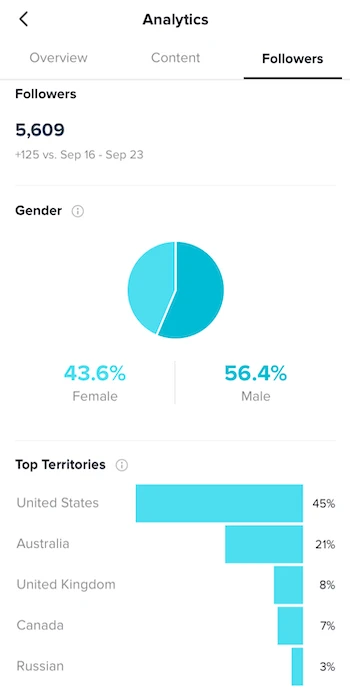 Analytics
Overview Content Followers
Followers
5,609
+125 vs. Sep 16 - Sep 23
Gender
43.6% 56.4%
Female Male
Top Territories
United States 45%
Australia 21%
United Kingdom 8%
Canada 7%
Russian 3%